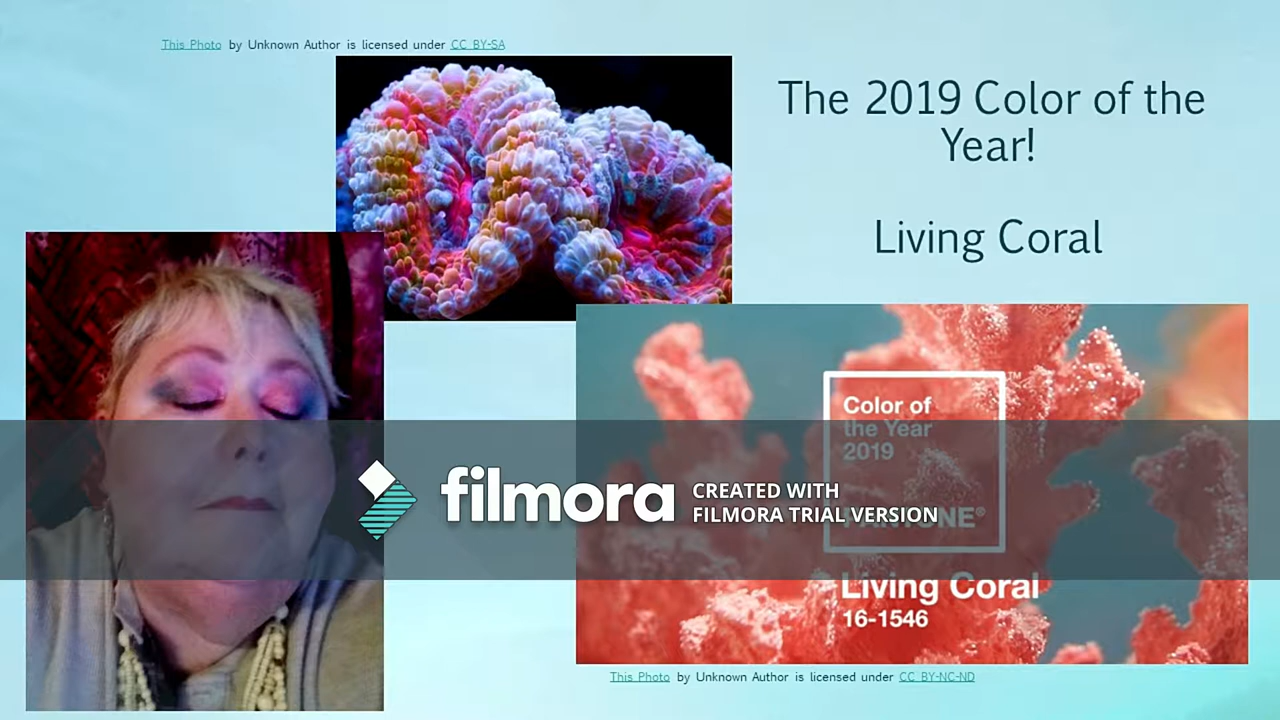 This Photo by Unknown Author is licensed under CC BY-SA
The 2019 Color of the
Year!
Living Coral
Color of
the Year
2019
PANTONE®
Living Coral
16-1546
TM
filmora
CREATED WITH
FILMORA TRIAL VERSION
This Photo by Unknown Author is licensed under CC BY-NC-ND